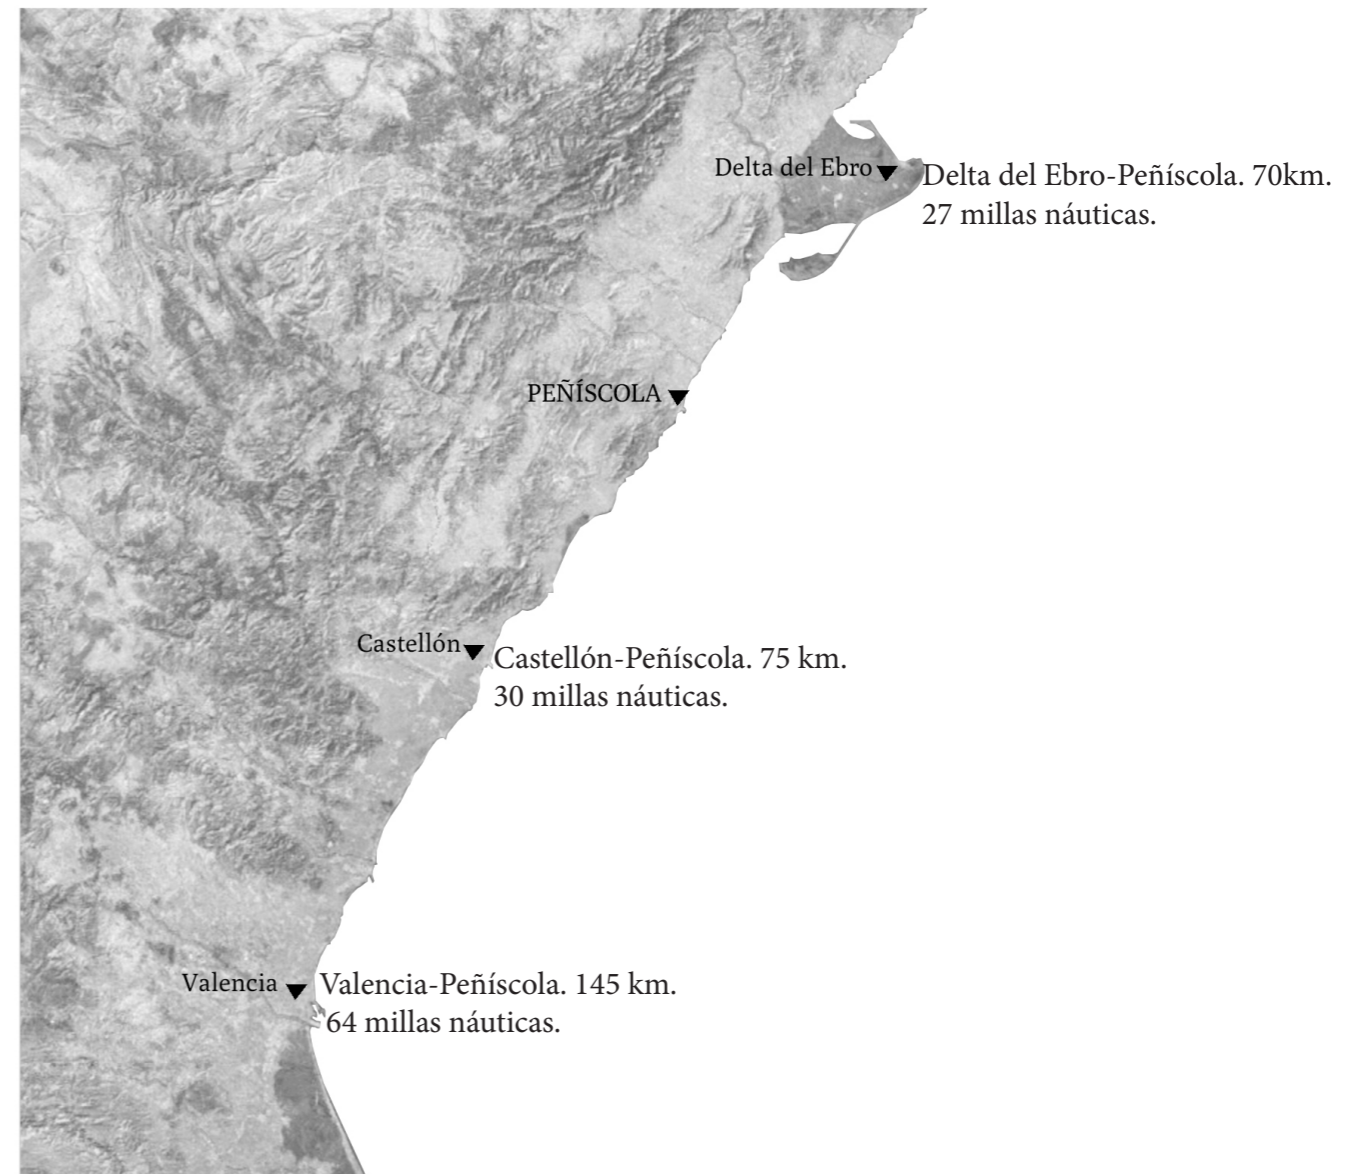 Delta del Ebro
Delta del Ebro-Peñíscola. 70km.
27 millas náuticas.
PEÑÍSCOLA
Castellón
Castellón-Peñíscola. 75 km.
30 millas náuticas.
Valencia
Valencia-Peñíscola. 145 km.
64 millas náuticas.